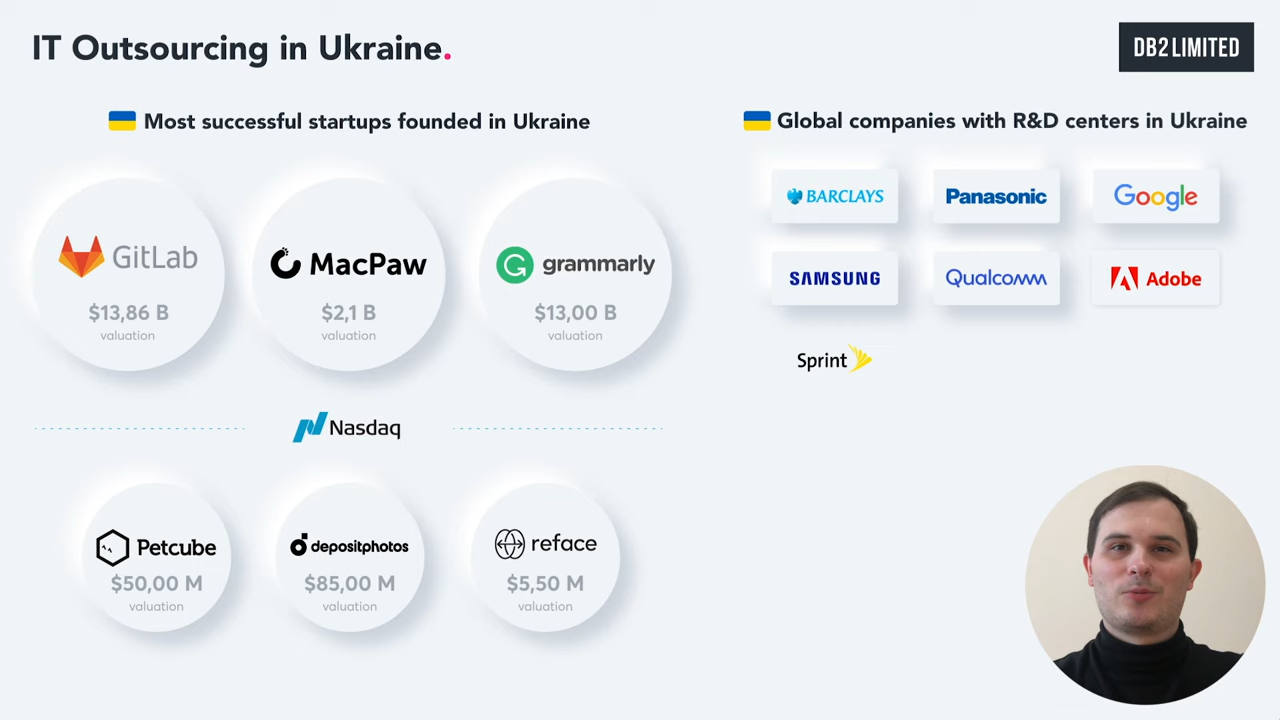 IT Outsourcing in Ukraine.
DB2 LIMITED
Most successful startups founded in Ukraine
GitLab
$13,86 B
valuation
MacPaw
$2,1 B
valuation
grammarly
$13,00 B
valuation
Nasdaq
Petcube
$50,00 M
valuation
depositphotos
$85,00 M
valuation
reface
$5,50 M
valuation
Global companies with R&D centers in Ukraine
BARCLAYS
Panasonic
Google
SAMSUNG
Qualcomm
Adobe
Sprint